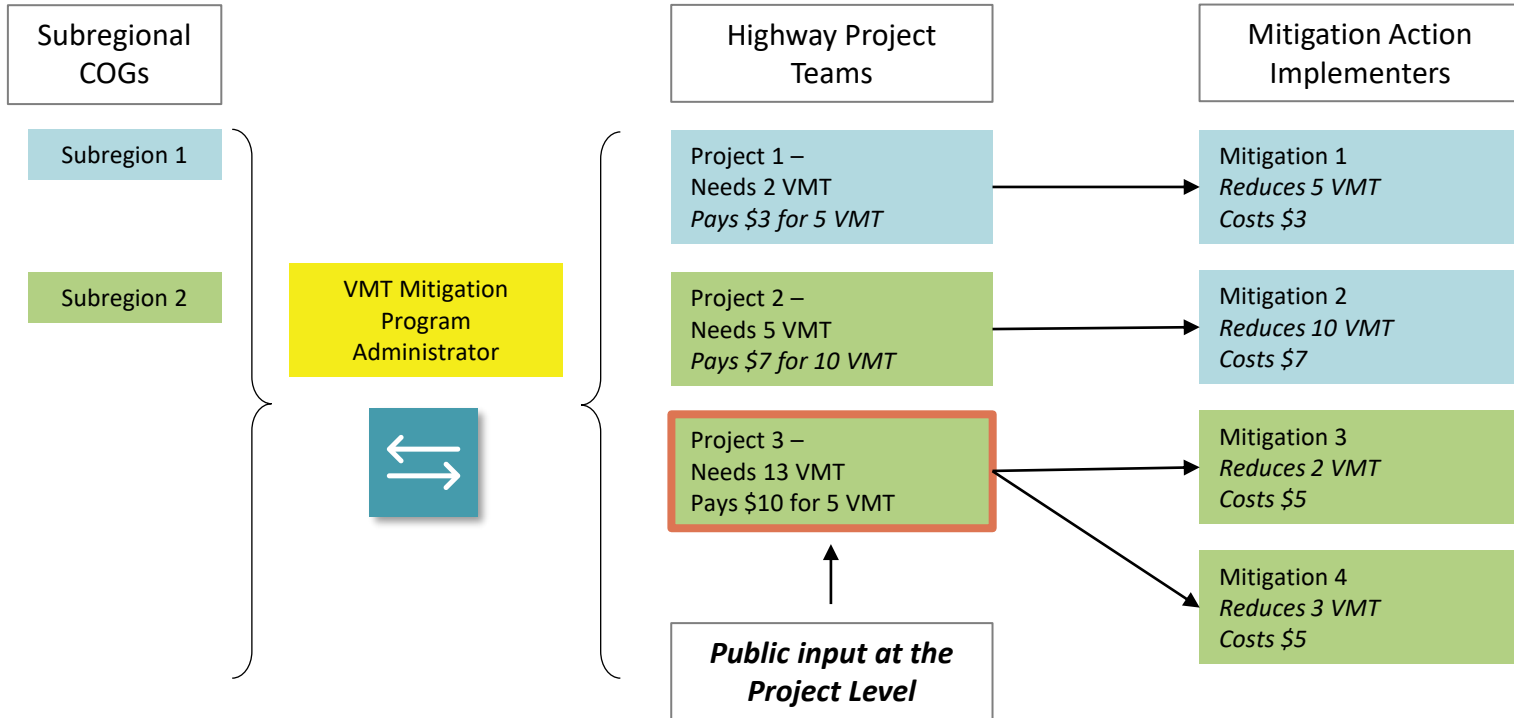 Subregional
COGs
Subregion 1
Subregion 2
VMT Mitigation
Program
Administrator
Highway Project
Teams
Project 1 –
Needs 2 VMT
Pays $3 for 5 VMT
Project 2 –
Needs 5 VMT
Pays $7 for 10 VMT
Project 3 –
Needs 13 VMT
Pays $10 for 5 VMT
Public input at the
Project Level
Mitigation Action
Implementers
Mitigation 1
Reduces 5 VMT
Costs $3
Mitigation 2
Reduces 10 VMT
Costs $7
Mitigation 3
Reduces 2 VMT
Costs $5
Mitigation 4
Reduces 3 VMT
Costs $5